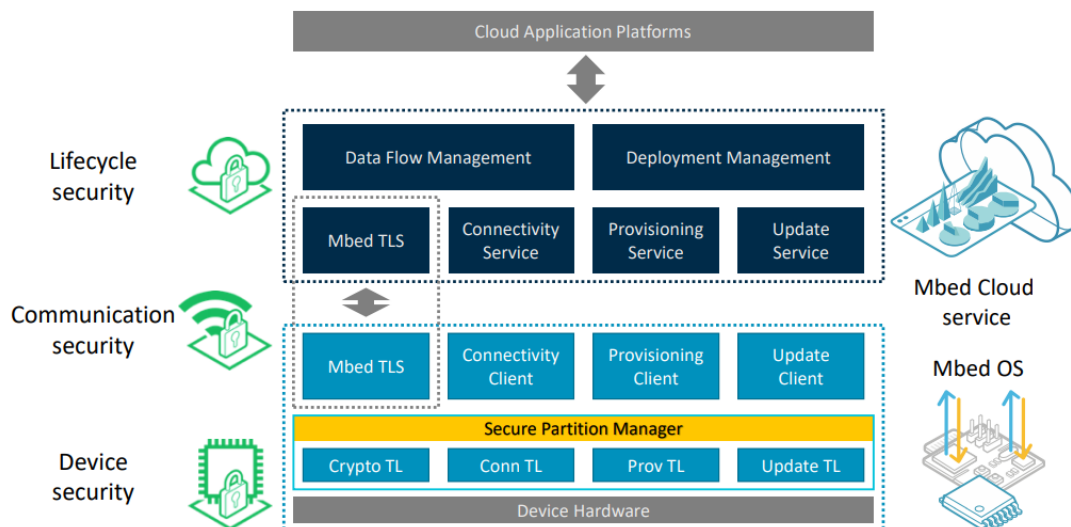 Cloud Application Platforms
Lifecycle
security
Data Flow Management
Deployment Management
Mbed TLS
Connectivity
Service
Provisioning
Service
Update
Service
Mbed Cloud
service
Communication
security
Mbed TLS
Connectivity
Client
Provisioning
Client
Update
Client
Mbed OS
Secure Partition Manager
Device
security
Crypto TL
Conn TL
Prov TL
Update TL
Device Hardware